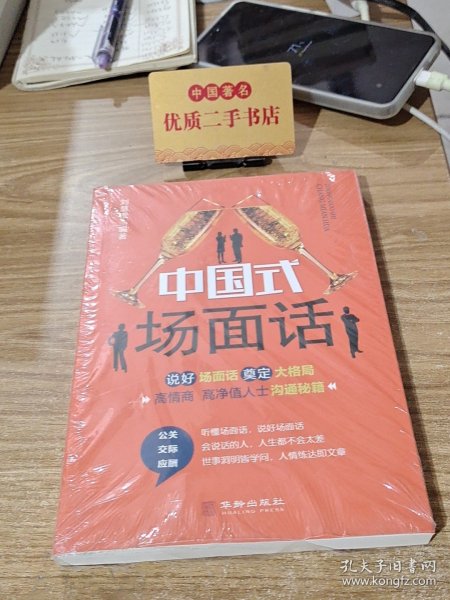 中国著名
优质二手书店
编著
中国式
场面话
说好 场面话 奠定 大格局
高情商 高净值人士 沟通秘籍
公关
交际
应酬
听懂场面话，说好场面话
会说话的人，人生都不会太差
世事洞明皆学问，人情练达即文章
华龄出版社
HUALING PRESS
孔夫子旧书网
www.kongfz.com